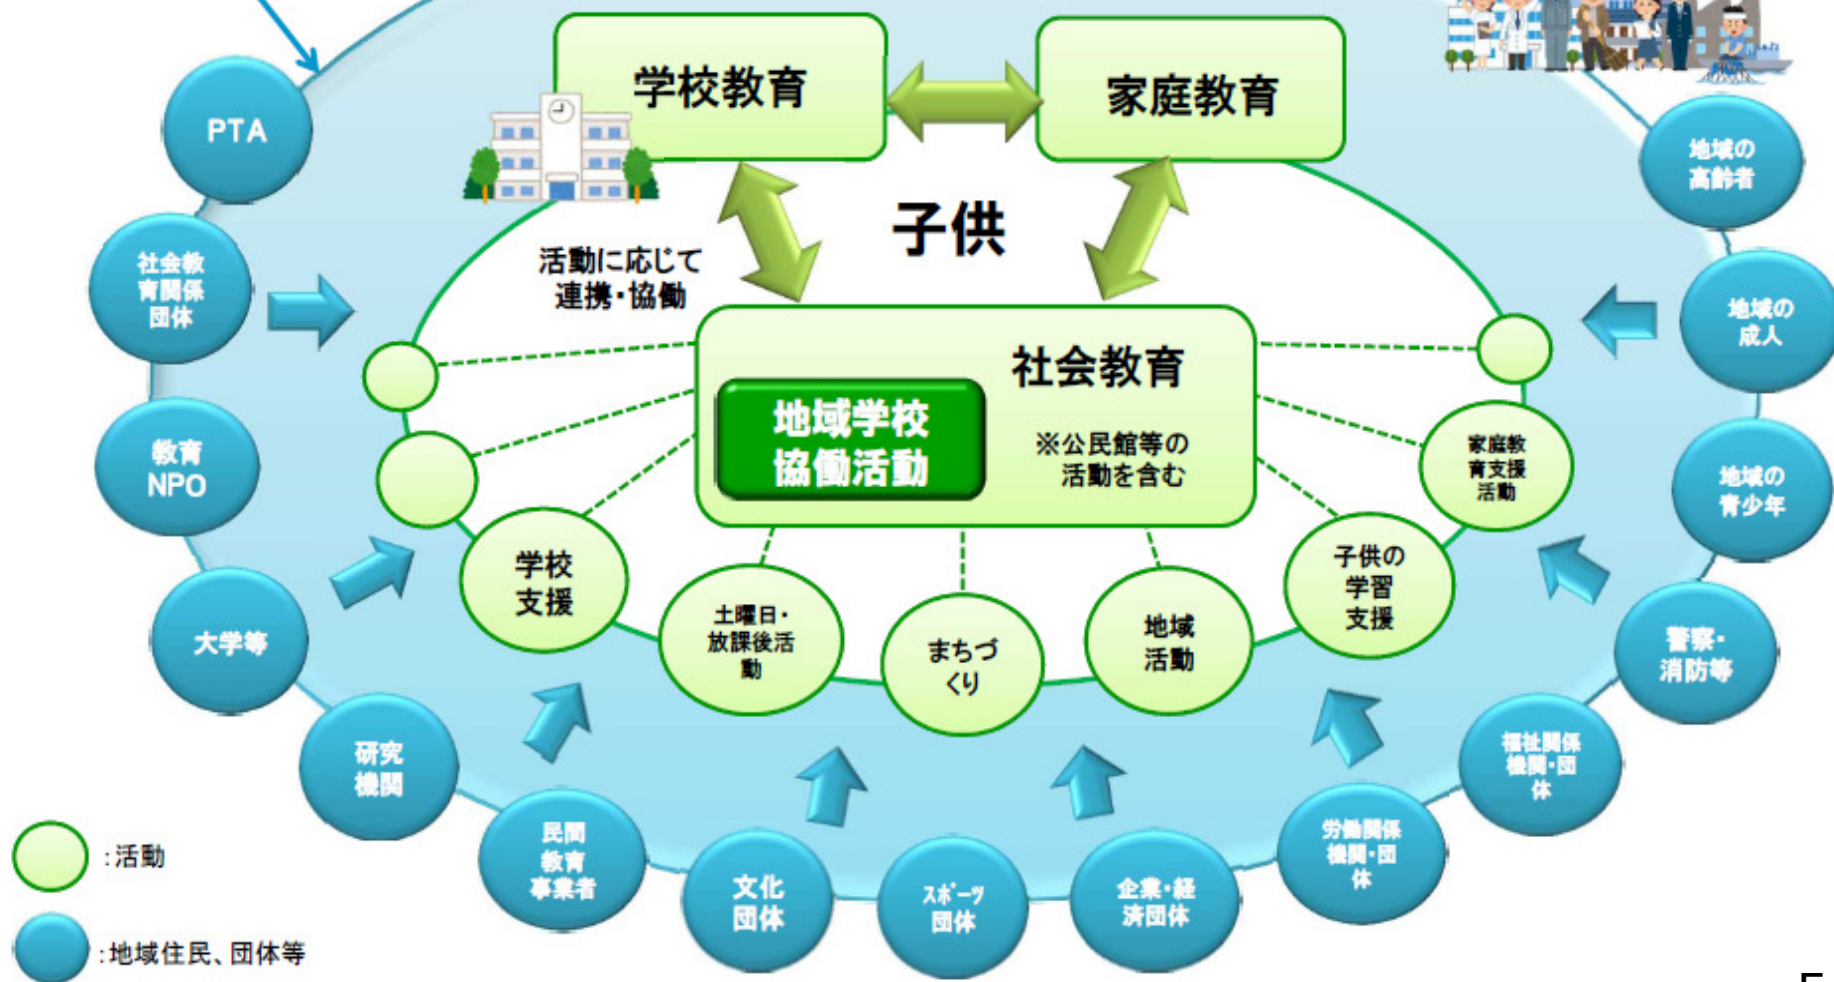 学校教育
家庭教育
PTA
地域の
高齢者
子供
社会教
育関係
団体
活動に応じて
連携・協働
地域の
成人
社会教育
地域学校
協働活動
※公民館等の
活動を含む
教育
NPO
家庭教
育支援
活動
地域の
青少年
学校
支援
土曜日・
放課後活
動
まちづ
くり
地域
活動
子供の
学習
支援
大学等
警察・
消防等
研究
機関
福祉関係
機関・団
体
民間
教育
事業者
文化
団体
スポーツ
団体
企業・経
済団体
労働関係
機関・団
体
：活動
：地域住民、団体等